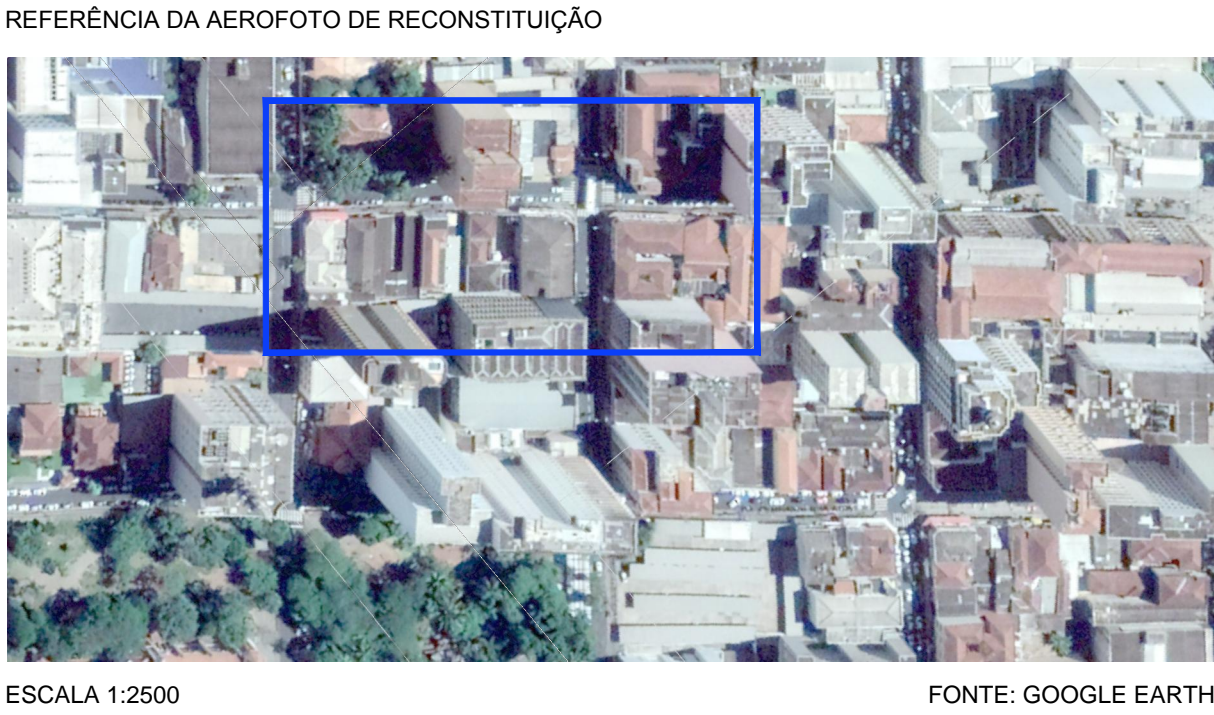 REFERÊNCIA DA AEROFOTO DE RECONSTITUIÇÃO
ESCALA 1:2500
FONTE: GOOGLE EARTH